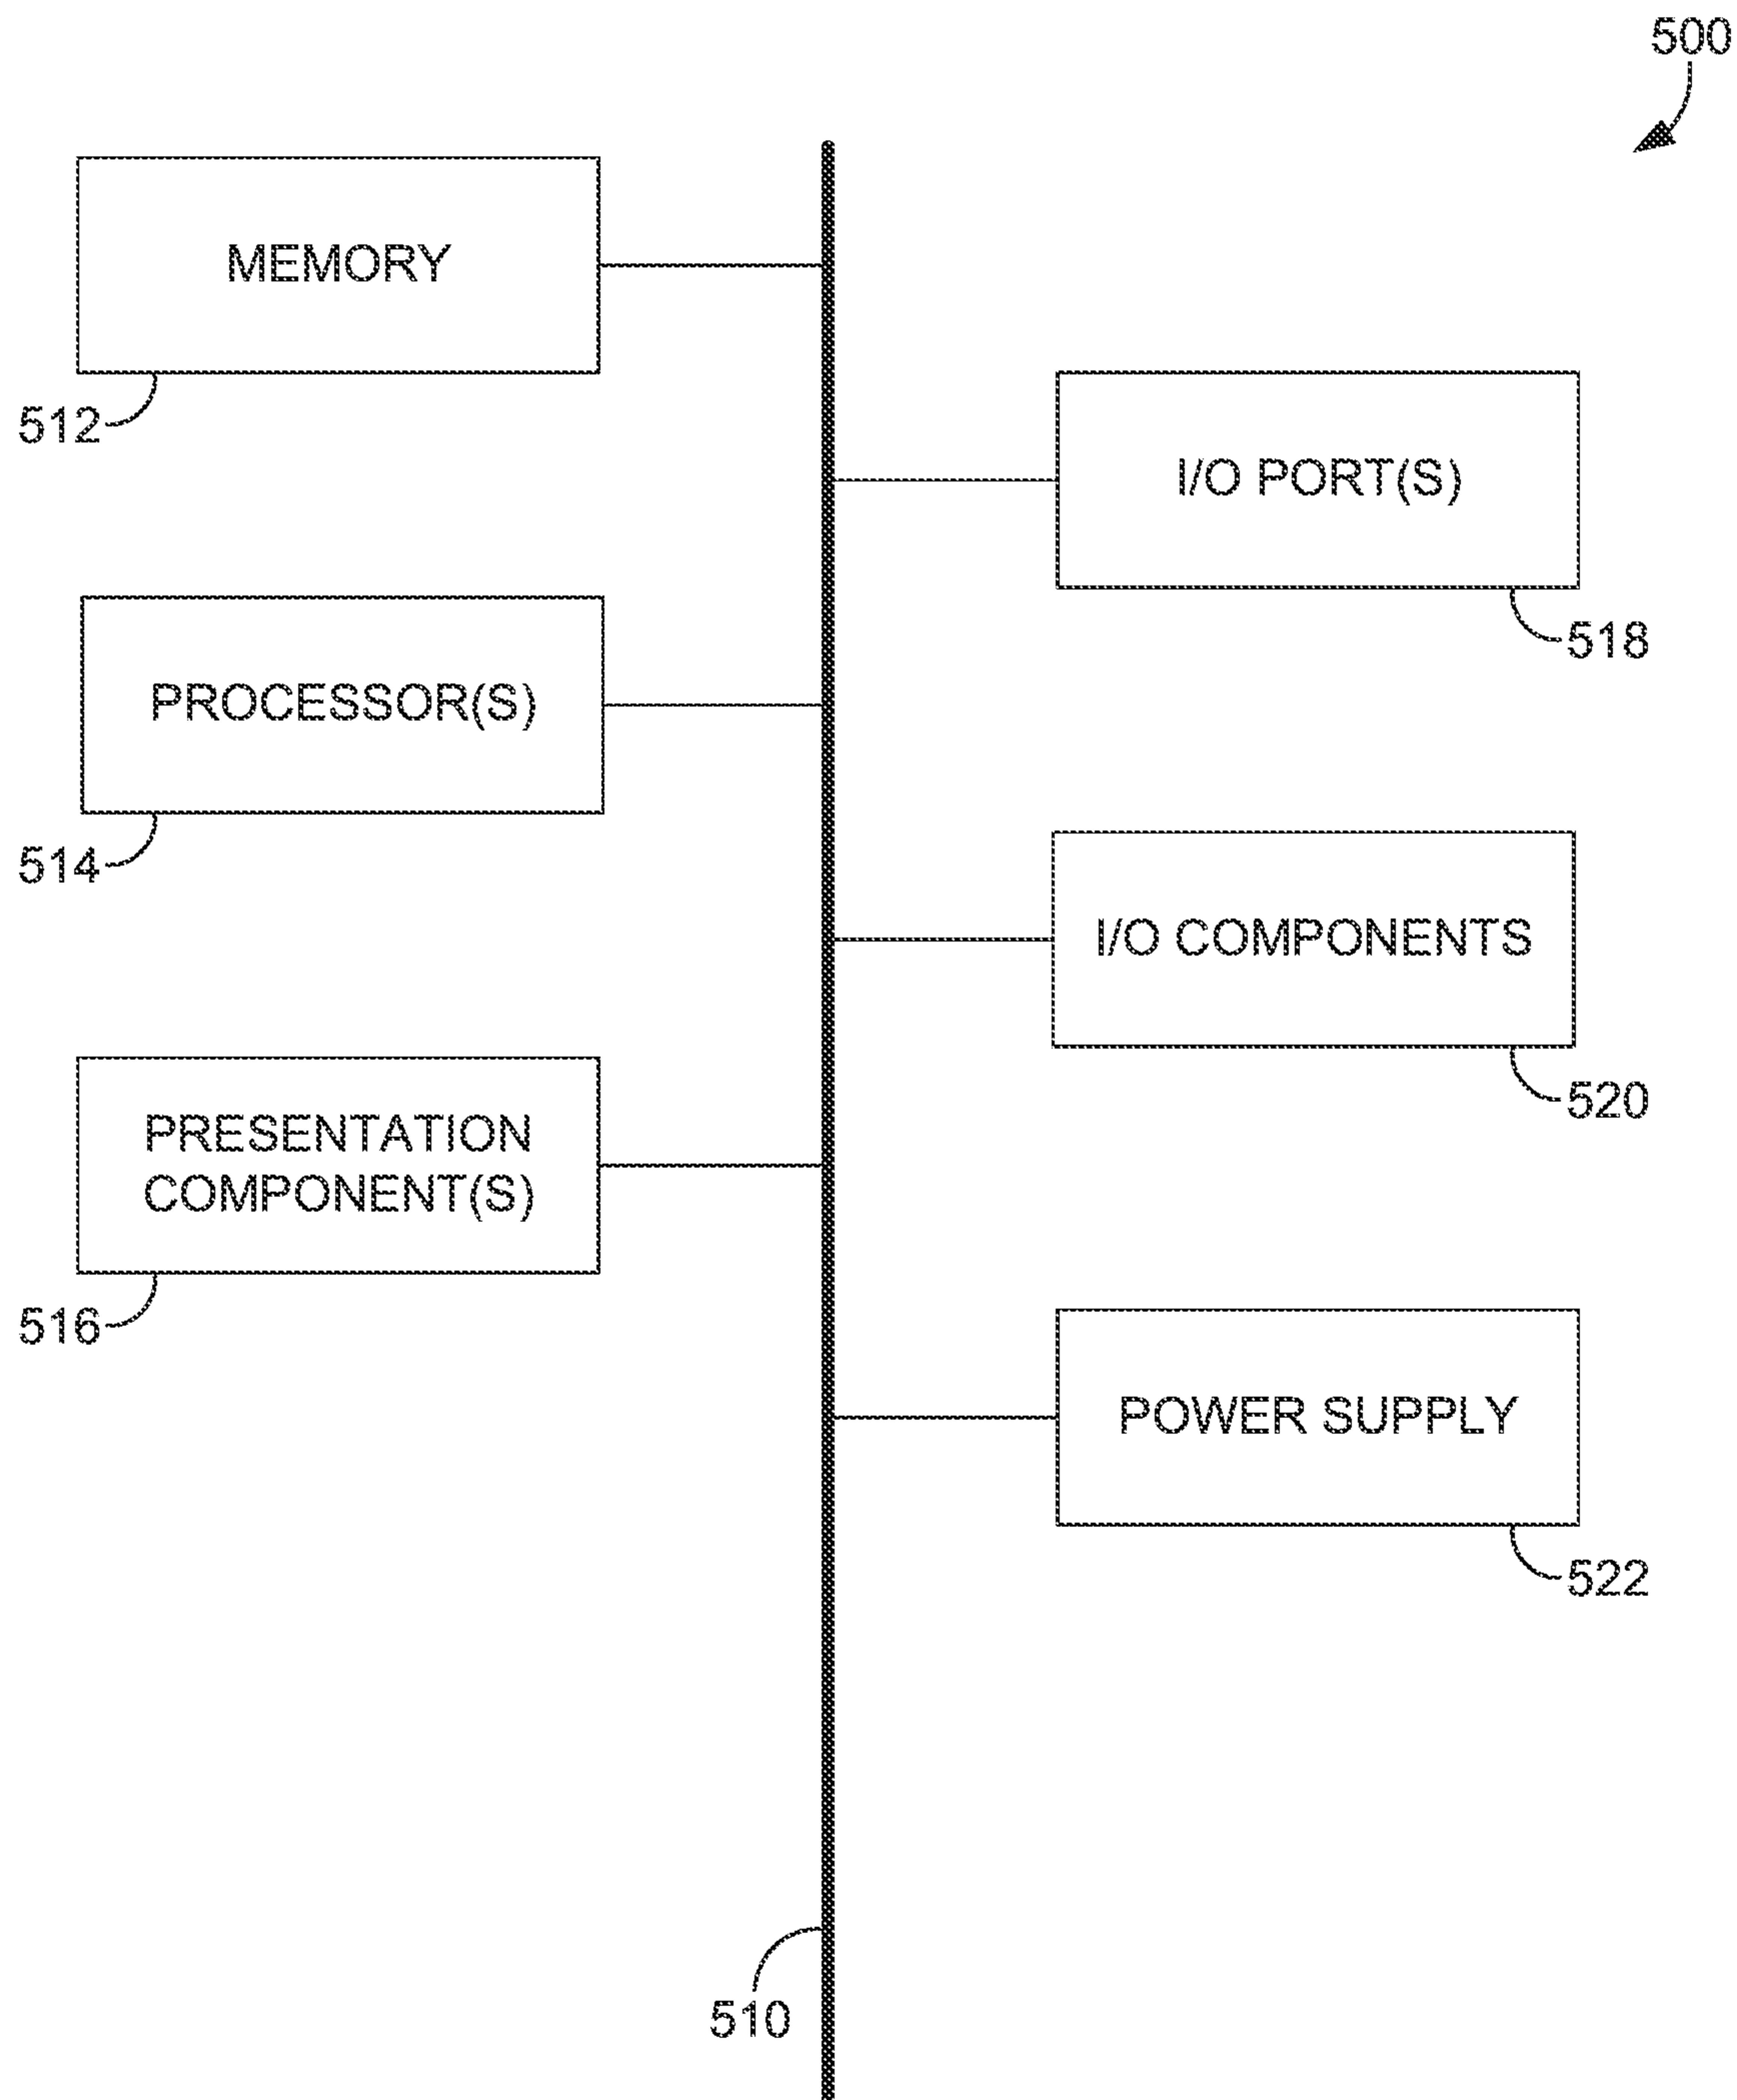 500
MEMORY
512
I/O PORT(S)
518
PROCESSOR(S)
514
I/O COMPONENTS
520
PRESENTATION
COMPONENT(S)
516
POWER SUPPLY
522
510